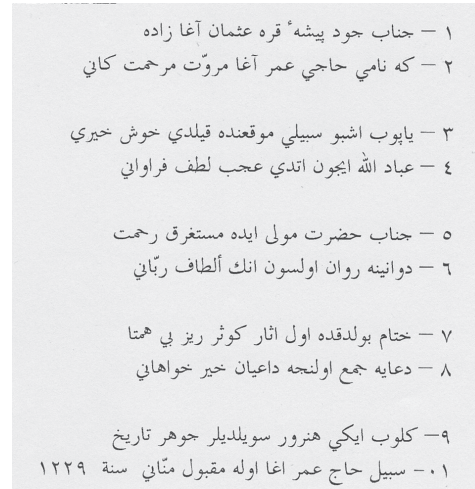 ١ – جناب جود پيشهٔ قره عثمان آغا زاده
٢ – كه نامي حاجي عمر آغا مروّت مرحمت كاني
٣ – ياپوب اشبو سبيلي موقعنده قيلدي خوش خيري
٤ – عباد الله ايجون اتدي عجب لطف فراواني
٥ – جناب حضرت مولى ايده مستغرق رحمت
٦ – دوانينه روان اولسون انك ألطاف ربّاني
٧ – ختام بولدقده اول اثار كوثر ريز بي همتا
٨ – دعايه جمع اولنجه داعيان خير خواهاني
٩– كلوب ايكي هنرور سويلديلر جوهر تاريخ
٠١- سبيل حاج عمر اغا اوله مقبول منّاني سنة ١٢٢٩